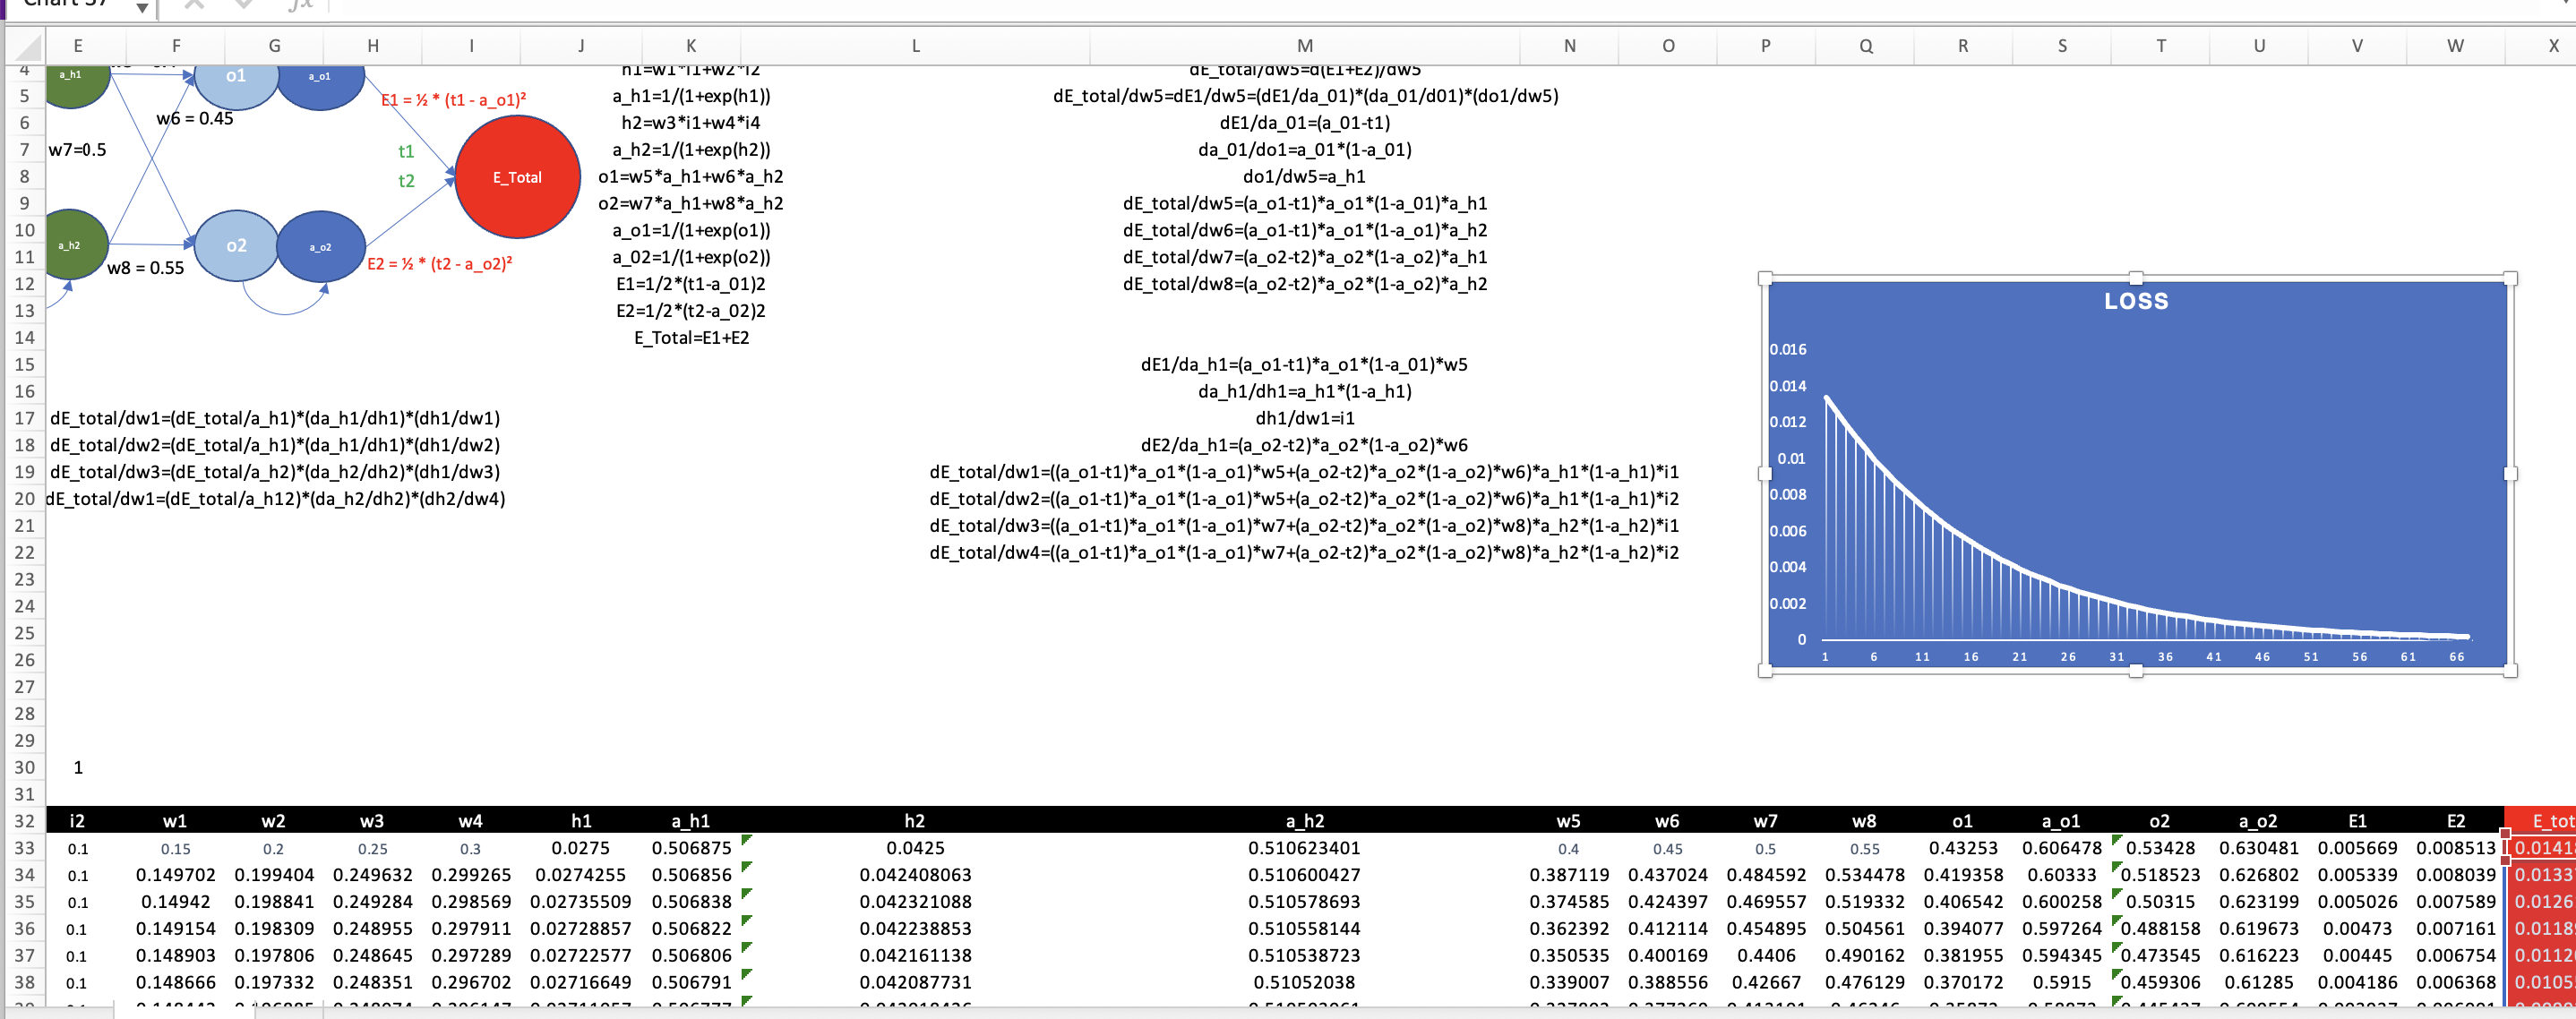 E F G H I J K L M N O P Q R S T U V W X
4 a_h1 o1 a_o1 h1=w1*i1+w2*i2 dE_total/dw5=d(E1+E2)/dw5
5 E1 = ½ * (t1 - a_o1)² a_h1=1/(1+exp(h1)) dE_total/dw5=dE1/dw5=(dE1/da_01)*(da_01/d01)*(do1/dw5)
6 w6 = 0.45 h2=w3*i1+w4*i4 dE1/da_01=(a_01-t1)
7 w7=0.5 t1 a_h2=1/(1+exp(h2)) da_01/do1=a_01*(1-a_01)
8 t2 E_Total o1=w5*a_h1+w6*a_h2 do1/dw5=a_h1
9 o2=w7*a_h1+w8*a_h2 dE_total/dw5=(a_o1-t1)*a_o1*(1-a_01)*a_h1
10 a_h2 o2 a_o2 a_o1=1/(1+exp(o1)) dE_total/dw6=(a_o1-t1)*a_o1*(1-a_o1)*a_h2
11 w8 = 0.55 E2 = ½ * (t2 - a_o2)² a_02=1/(1+exp(o2)) dE_total/dw7=(a_o2-t2)*a_o2*(1-a_o2)*a_h1
12 E1=1/2*(t1-a_01)2 dE_total/dw8=(a_o2-t2)*a_o2*(1-a_o2)*a_h2
13 E2=1/2*(t2-a_02)2
14 E_Total=E1+E2
15 dE1/da_h1=(a_o1-t1)*a_o1*(1-a_01)*w5
16 da_h1/dh1=a_h1*(1-a_h1)
17 dE_total/dw1=(dE_total/a_h1)*(da_h1/dh1)*(dh1/dw1) dh1/dw1=i1
18 dE_total/dw2=(dE_total/a_h1)*(da_h1/dh1)*(dh1/dw2) dE2/da_h1=(a_o2-t2)*a_o2*(1-a_o2)*w6
19 dE_total/dw3=(dE_total/a_h2)*(da_h2/dh2)*(dh1/dw3) dE_total/dw1=((a_o1-t1)*a_o1*(1-a_o1)*w5+(a_o2-t2)*a_o2*(1-a_o2)*w6)*a_h1*(1-a_h1)*i1
20 dE_total/dw1=(dE_total/a_h12)*(da_h2/dh2)*(dh2/dw4) dE_total/dw2=((a_o1-t1)*a_o1*(1-a_o1)*w5+(a_o2-t2)*a_o2*(1-a_o2)*w6)*a_h1*(1-a_h1)*i2
21 dE_total/dw3=((a_o1-t1)*a_o1*(1-a_o1)*w7+(a_o2-t2)*a_o2*(1-a_o2)*w8)*a_h2*(1-a_h2)*i1
22 dE_total/dw4=((a_o1-t1)*a_o1*(1-a_o1)*w7+(a_o2-t2)*a_o2*(1-a_o2)*w8)*a_h2*(1-a_h2)*i2
23
24
25
26
27
28
29
30 1
31
LOSS
0.016
0.014
0.012
0.01
0.008
0.006
0.004
0.002
0
1 6 11 16 21 26 31 36 41 46 51 56 61 66
32 i2 w1 w2 w3 w4 h1 a_h1 h2 a_h2 w5 w6 w7 w8 o1 a_o1 o2 a_o2 E1 E2 E_tot
33 0.1 0.15 0.2 0.25 0.3 0.0275 0.506875 0.0425 0.510623401 0.4 0.45 0.5 0.55 0.43253 0.606478 0.53428 0.630481 0.005669 0.008513 0.0141
34 0.1 0.149702 0.199404 0.249632 0.299265 0.0274255 0.506856 0.042408063 0.510600427 0.387119 0.437024 0.484592 0.534478 0.419358 0.60333 0.518523 0.626802 0.005339 0.008039 0.0133
35 0.1 0.14942 0.198841 0.249284 0.298569 0.02735509 0.506838 0.042321088 0.510578693 0.374585 0.424397 0.469557 0.519332 0.406542 0.600258 0.50315 0.623199 0.005026 0.007589 0.0126
36 0.1 0.149154 0.198309 0.248955 0.297911 0.02728857 0.506822 0.042238853 0.510558144 0.362392 0.412114 0.454895 0.504561 0.394077 0.597264 0.488158 0.619673 0.00473 0.007161 0.0118
37 0.1 0.148903 0.197806 0.248645 0.297289 0.02722577 0.506806 0.042161138 0.510538723 0.350535 0.400169 0.4406 0.490162 0.381955 0.594345 0.473545 0.616223 0.00445 0.006754 0.0112
38 0.1 0.148666 0.197332 0.248351 0.296702 0.02716649 0.506791 0.042087731 0.51052038 0.339007 0.388556 0.42667 0.476129 0.370172 0.5915 0.459306 0.61285 0.004186 0.006368 0.0105